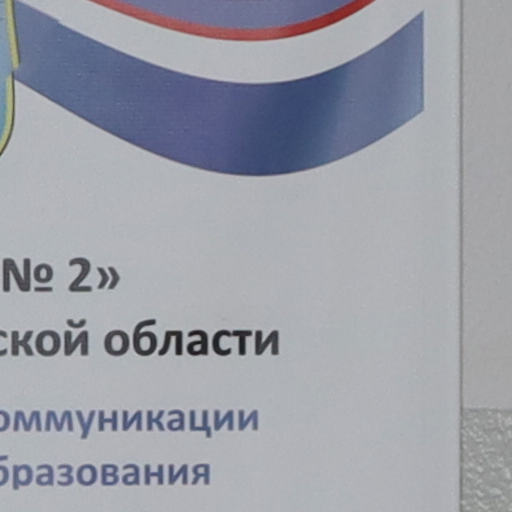 № 2»
ской области
оммуникации
бразования